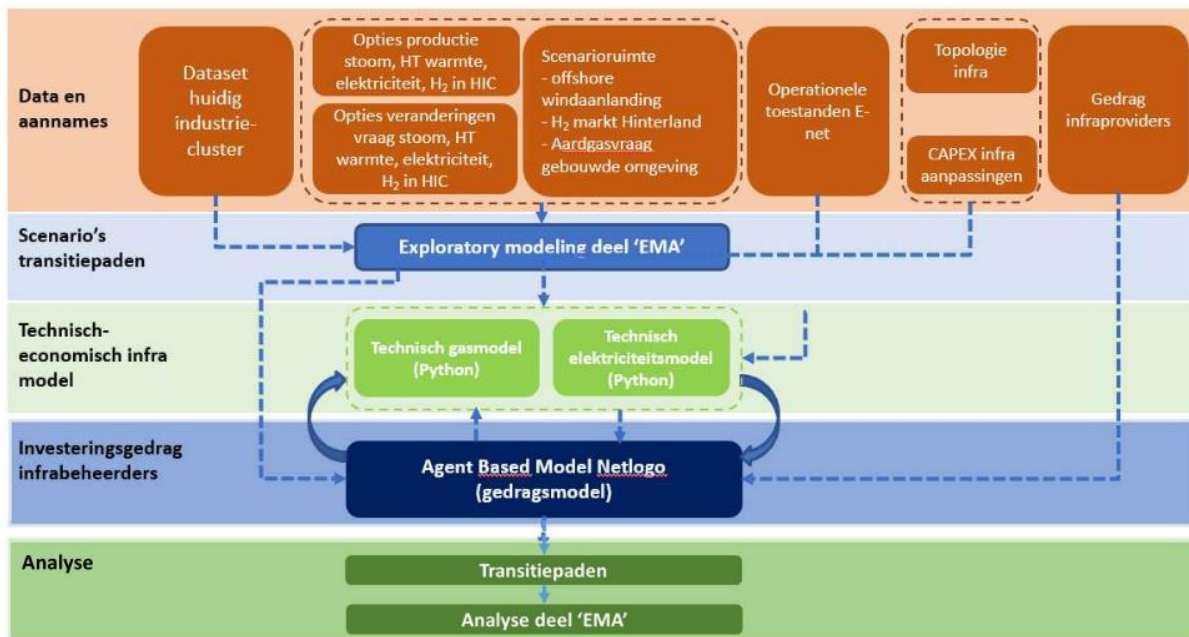 Data en
aannames
Dataset
huidig
industrie-
cluster
Opties productie
stoom, HT warmte,
elektriciteit, H₂ in HIC
Opties veranderingen
vraag stoom, HT
warmte, elektriciteit,
H₂ in HIC
Scenarioruimte
- offshore
windaanlanding
- H₂ markt Hinterland
- Aardgasvraag
gebouwde omgeving
Operationele
toestanden E-
net
Topologie
infra
CAPEX infra
aanpassingen
Gedrag
infraproviders
Scenario's
transitiepaden
Exploratory modeling deel 'EMA'
Technisch-
economisch infra
model
Technisch gasmodel
(Python)
Technisch
elektriciteitsmodel
(Python)
Investeringsgedrag
infrabeheerders
Agent Based Model Netlogo
(gedragsmodel)
Analyse
Transitiepaden
Analyse deel 'EMA'